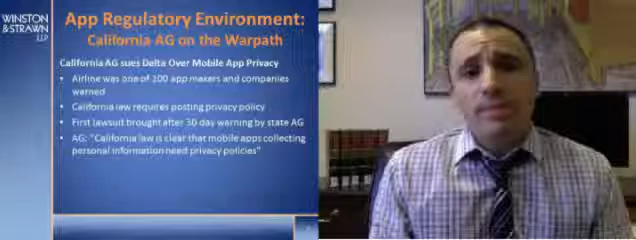 WINSTON
& STRAWN
LLP
App Regulatory Environment:
California AG on the Warpath
California AG sues Delta Over Mobile App Privacy
• Airline was one of 100 app makers and companies
warned
• California law requires posting privacy policy
• First lawsuit brought after 30 day warning by state AG
• AG: "California law is clear that mobile apps collecting
personal information need privacy policies"